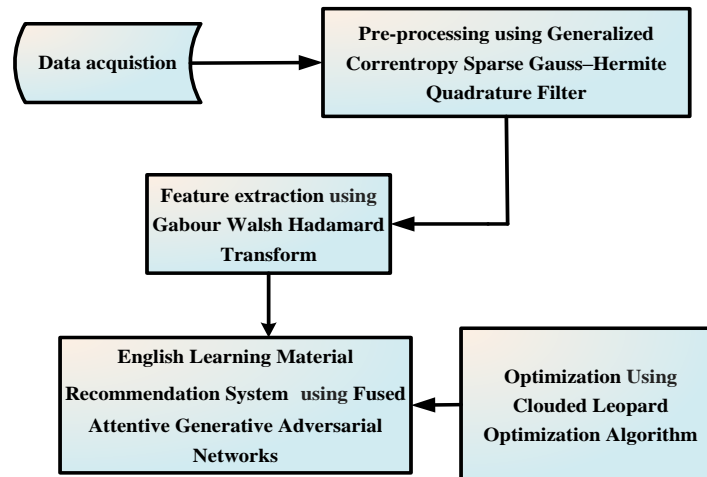 Data acquistion
Pre-processing using Generalized
Correntropy Sparse Gauss–Hermite
Quadrature Filter
Feature extraction using
Gabour Walsh Hadamard
Transform
English Learning Material
Recommendation System using Fused
Attentive Generative Adversarial
Networks
Optimization Using
Clouded Leopard
Optimization Algorithm